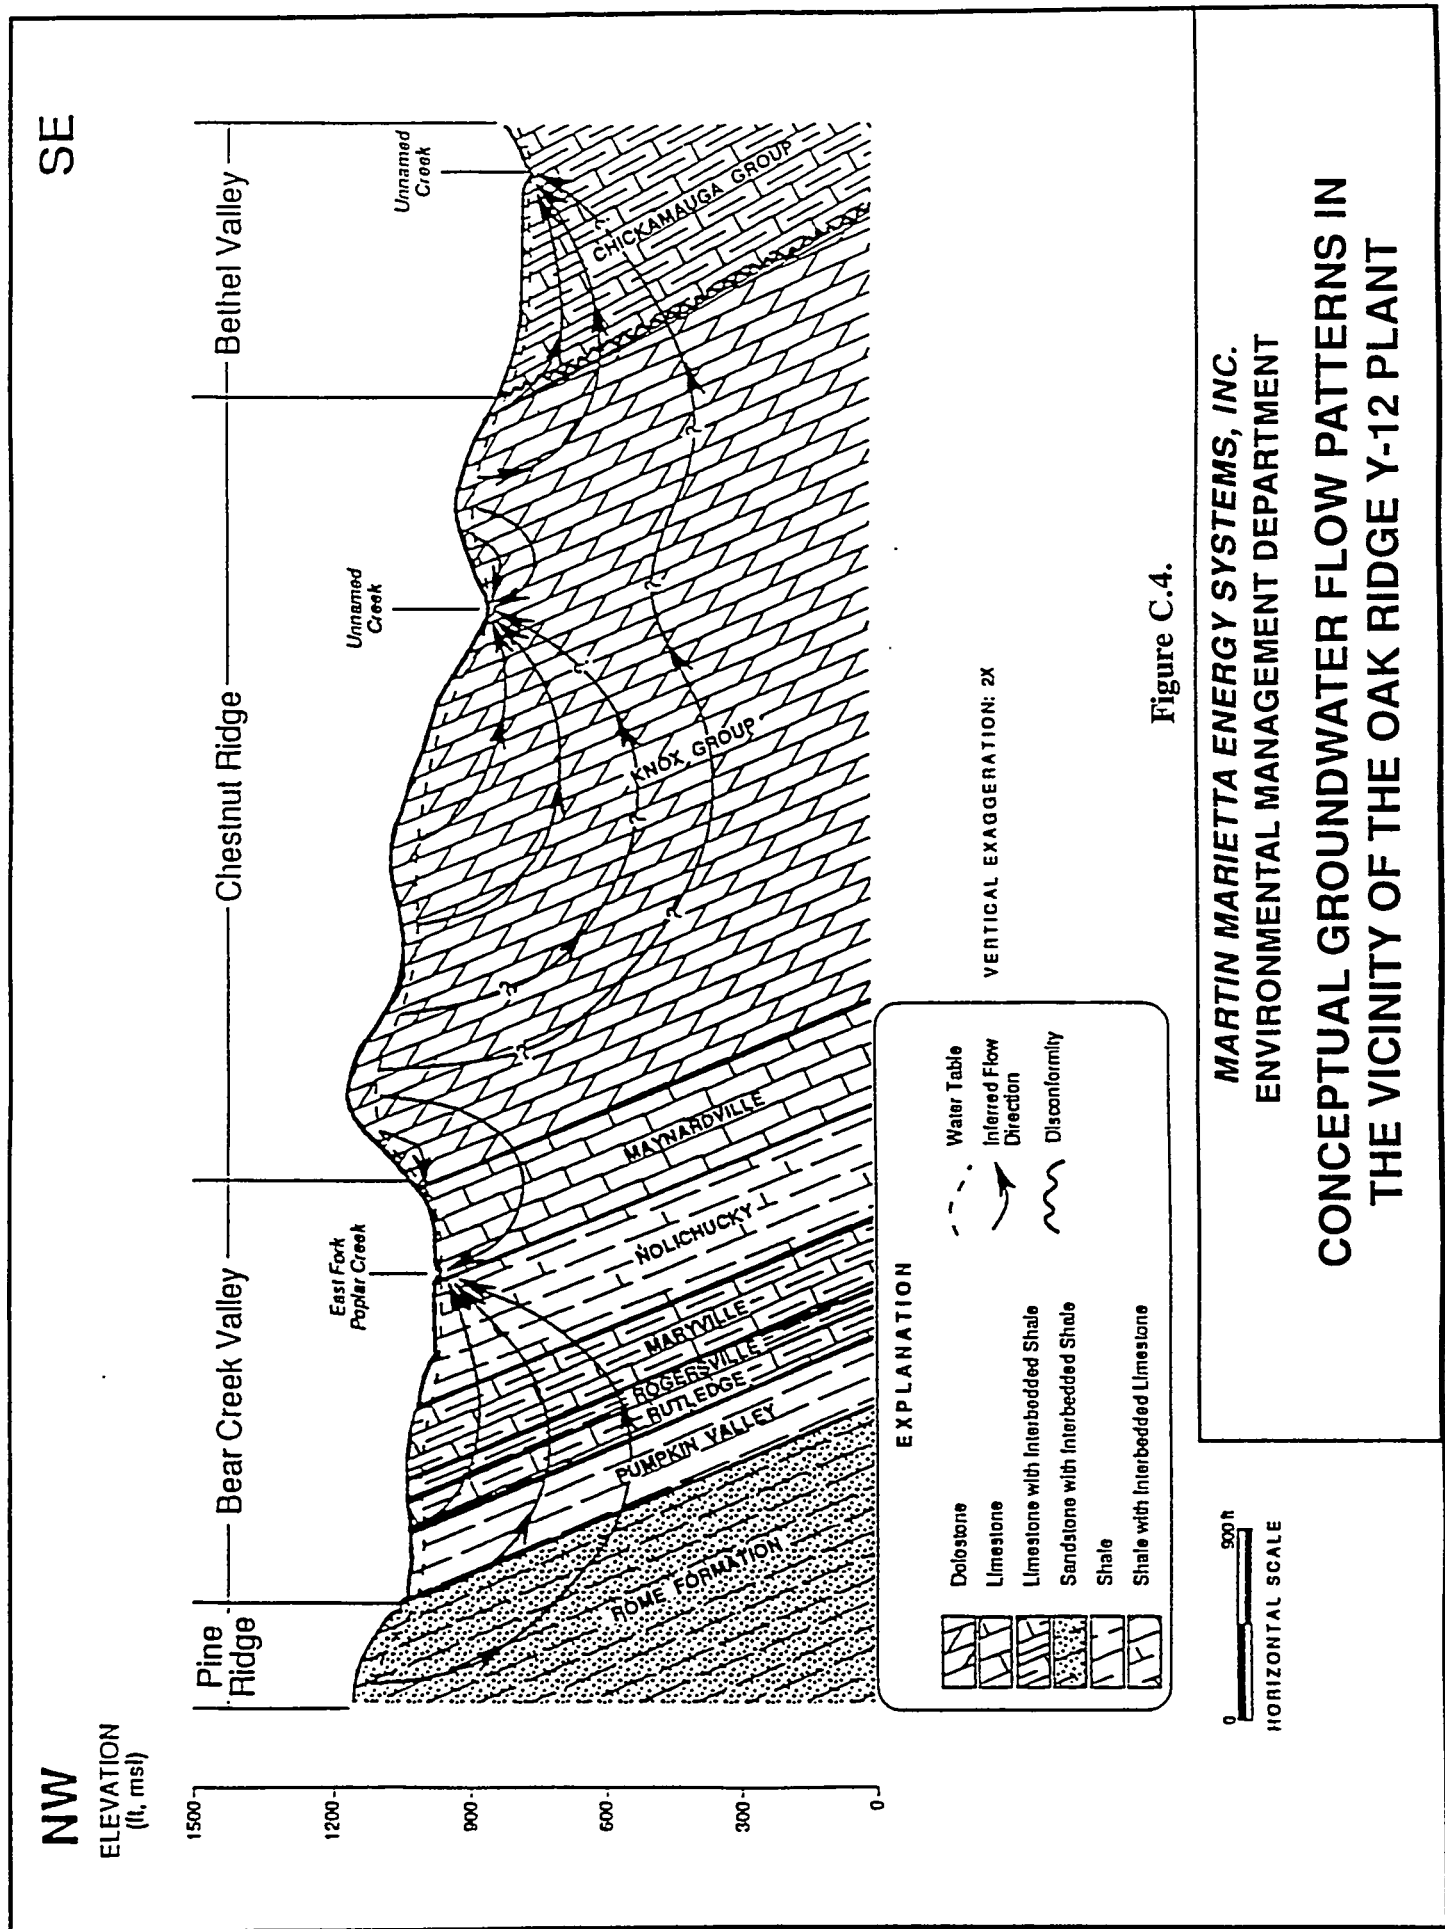 NW
SE
ELEVATION
(ft, msl)
Pine
Ridge
Bear Creek Valley
Chestnut Ridge
Bethel Valley
East Fork
Poplar Creek
Unnamed
Creek
Unnamed
Creek
1500
1200
900
600
300
0
ROME FORMATION
PUMPKIN VALLEY
RUTLEDGE
ROGERSVILLE
MARYVILLE
NOLICHUCKY
MAYNARDVILLE
KNOX GROUP
CHICKAMAUGA GROUP
?
?
?
?
?
?
?
?
?
EXPLANATION
Dolostone
Limestone
Limestone with Interbedded Shale
Sandstone with Interbedded Shale
Shale
Shale with Interbedded Limestone
Water Table
Inferred Flow
Direction
Disconformity
VERTICAL EXAGGERATION: 2X
0
900 ft
HORIZONTAL SCALE
Figure C.4.
MARTIN MARIETTA ENERGY SYSTEMS, INC.
ENVIRONMENTAL MANAGEMENT DEPARTMENT
CONCEPTUAL GROUNDWATER FLOW PATTERNS IN
THE VICINITY OF THE OAK RIDGE Y-12 PLANT